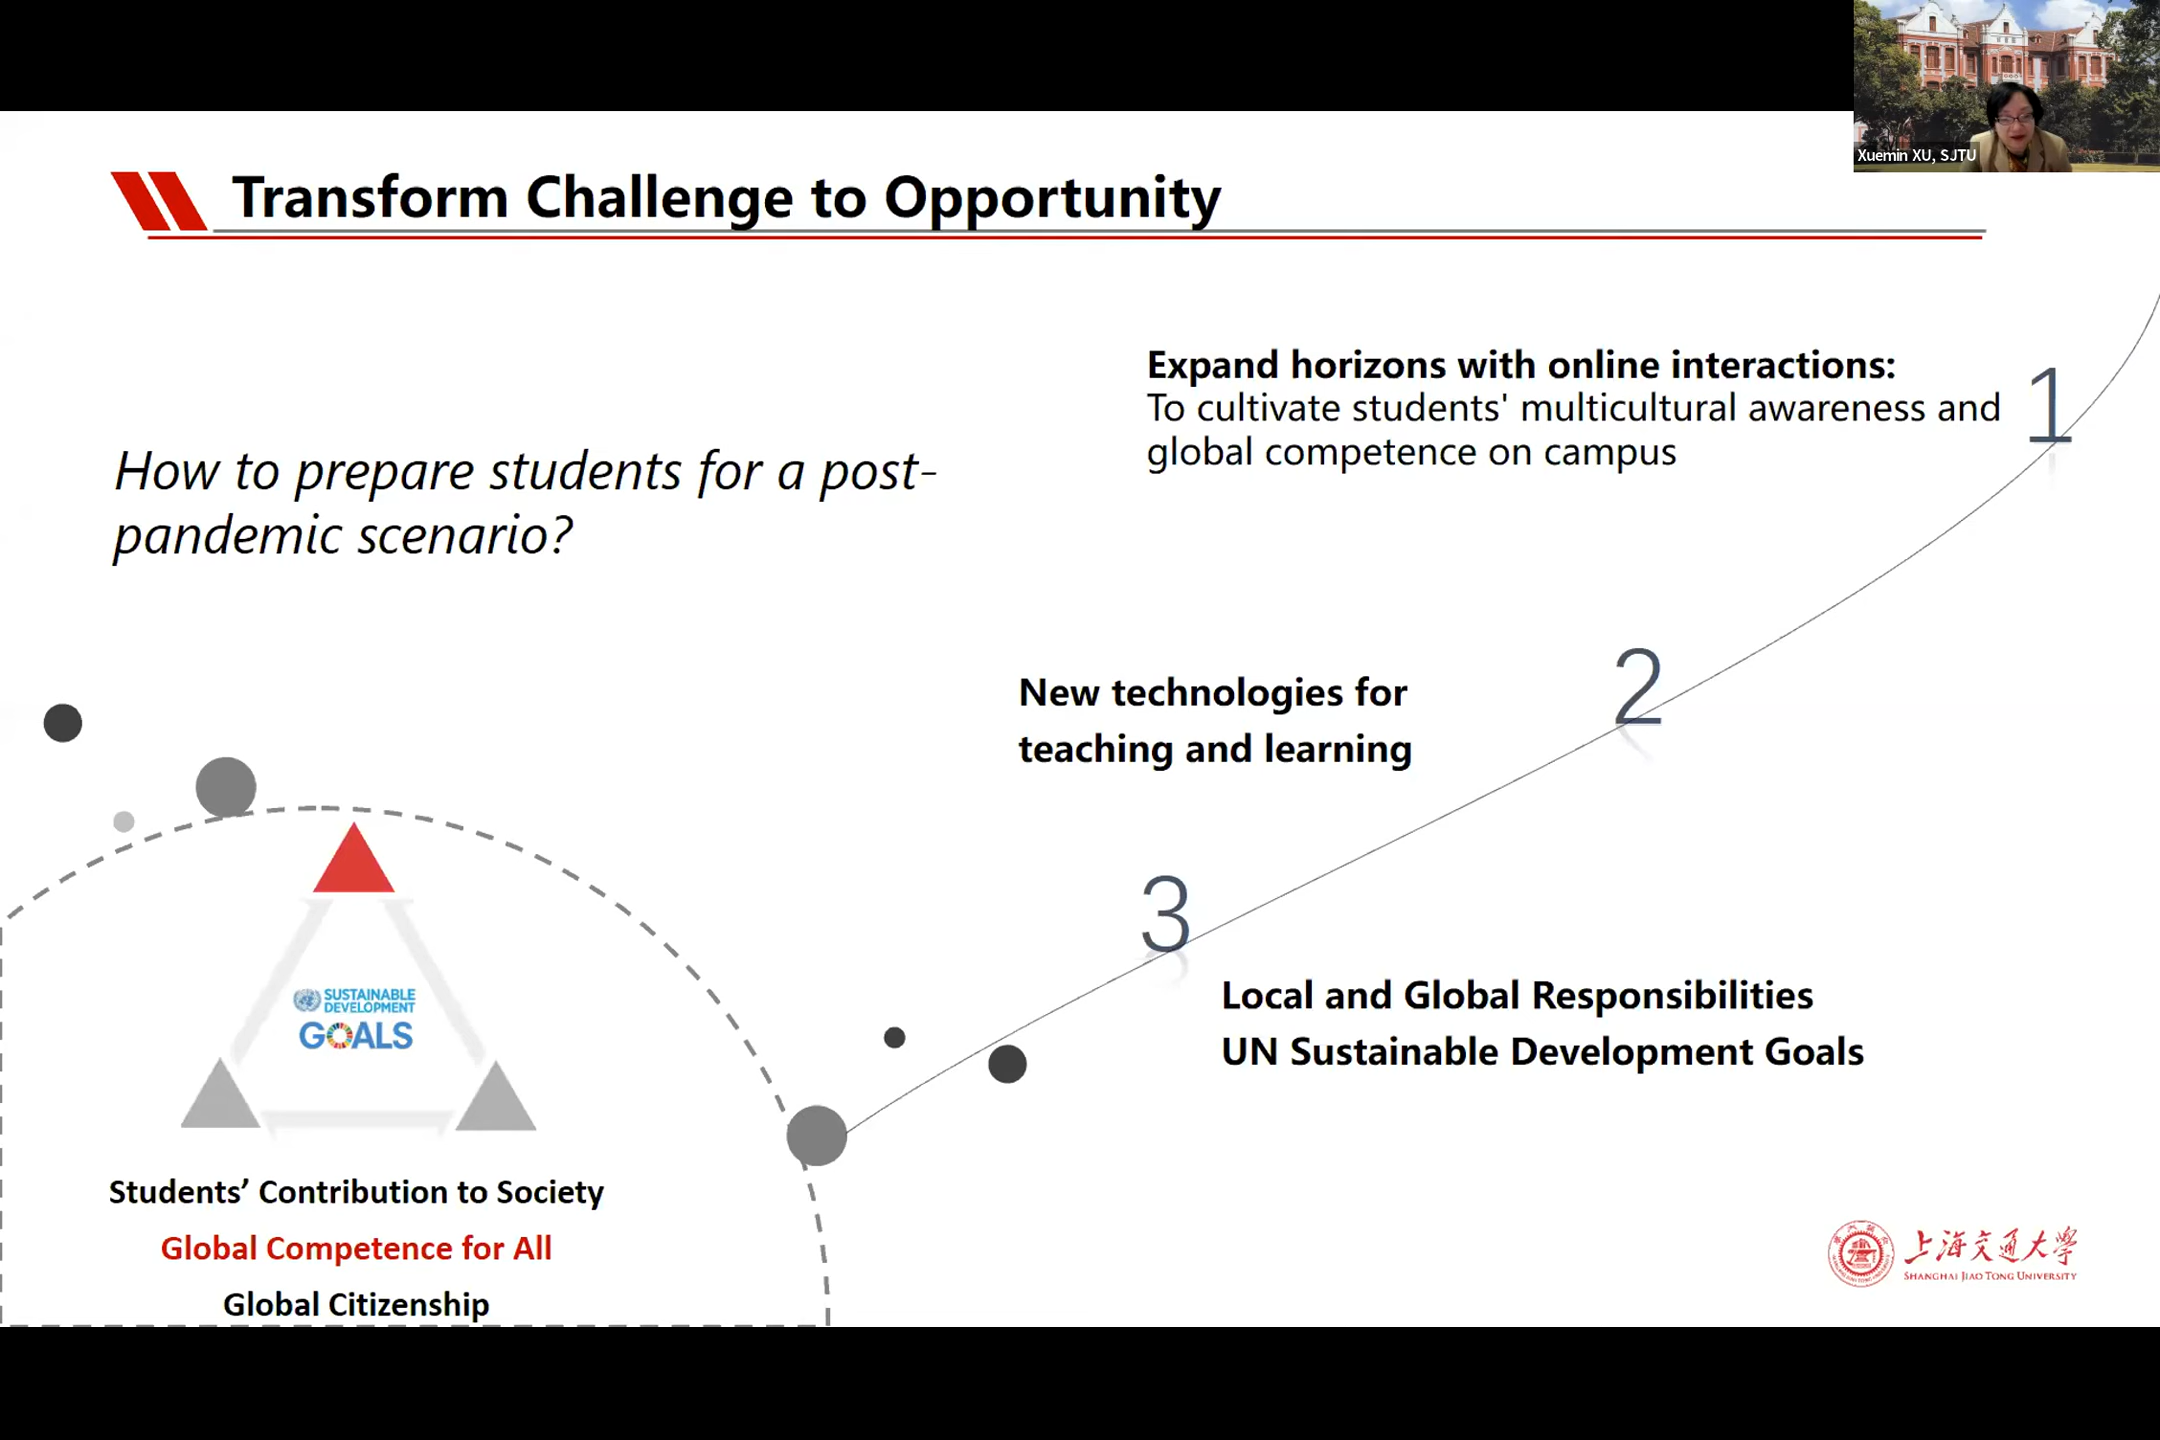 Xuemin XU, SJTU
Transform Challenge to Opportunity
How to prepare students for a post-
pandemic scenario?
Expand horizons with online interactions:
To cultivate students' multicultural awareness and
global competence on campus
1
2
New technologies for
teaching and learning
3
Local and Global Responsibilities
UN Sustainable Development Goals
SUSTAINABLE
DEVELOPMENT
GOALS
Students’ Contribution to Society
Global Competence for All
Global Citizenship
上海交通大学
SHANGHAI JIAO TONG UNIVERSITY